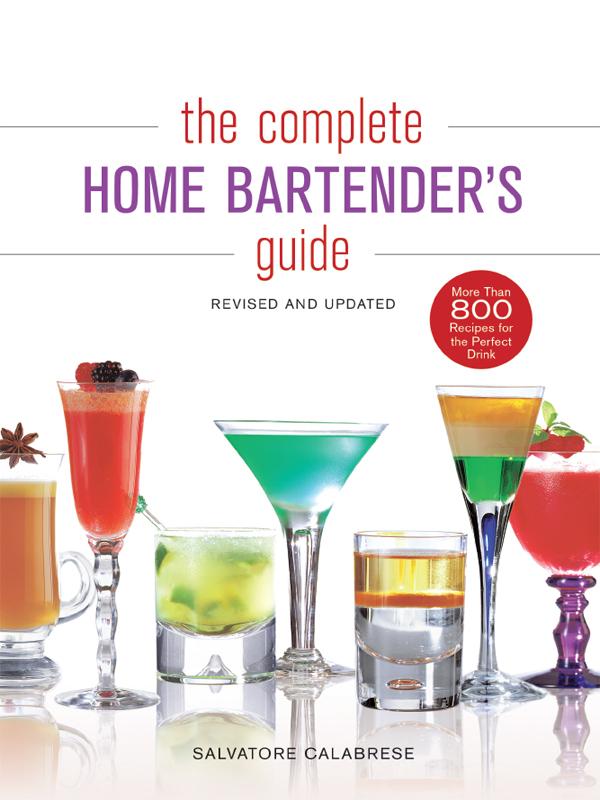 the complete
HOME BARTENDER'S
guide
REVISED AND UPDATED
More Than
800
Recipes for
the Perfect
Drink
SALVATORE CALABRESE